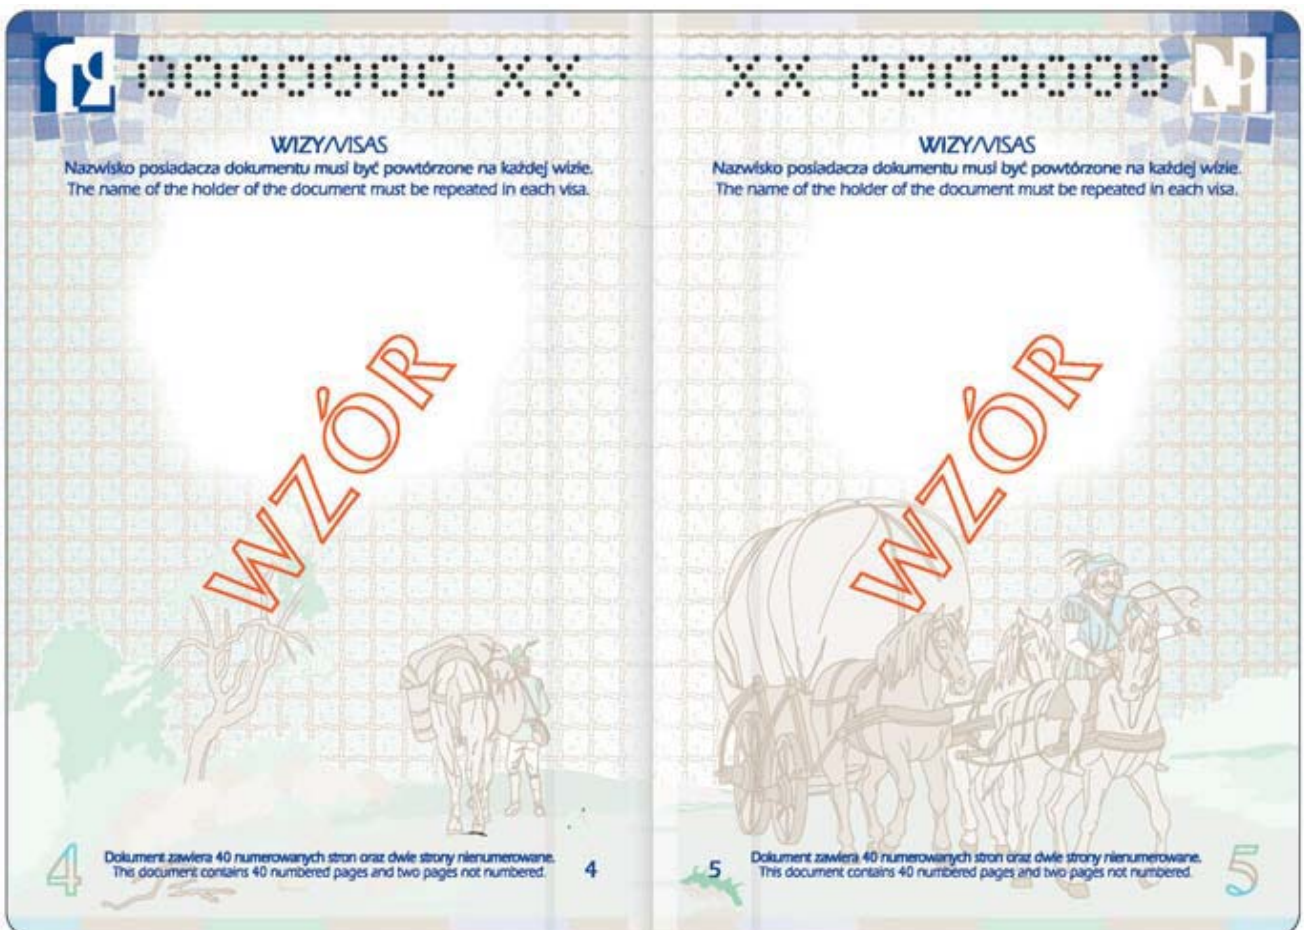 0000000 XX
WIZY/VISAS
Nazwisko posiadacza dokumentu musi być powtórzone na każdej wizie.
The name of the holder of the document must be repeated in each visa.
WZÓR
4
Dokument zawiera 40 numerowanych stron oraz dwie strony nienumerowane.
This document contains 40 numbered pages and two pages not numbered.
4
XX 0000000
WIZY/VISAS
Nazwisko posiadacza dokumentu musi być powtórzone na każdej wizie.
The name of the holder of the document must be repeated in each visa.
WZÓR
5
Dokument zawiera 40 numerowanych stron oraz dwie strony nienumerowane.
This document contains 40 numbered pages and two pages not numbered.
5